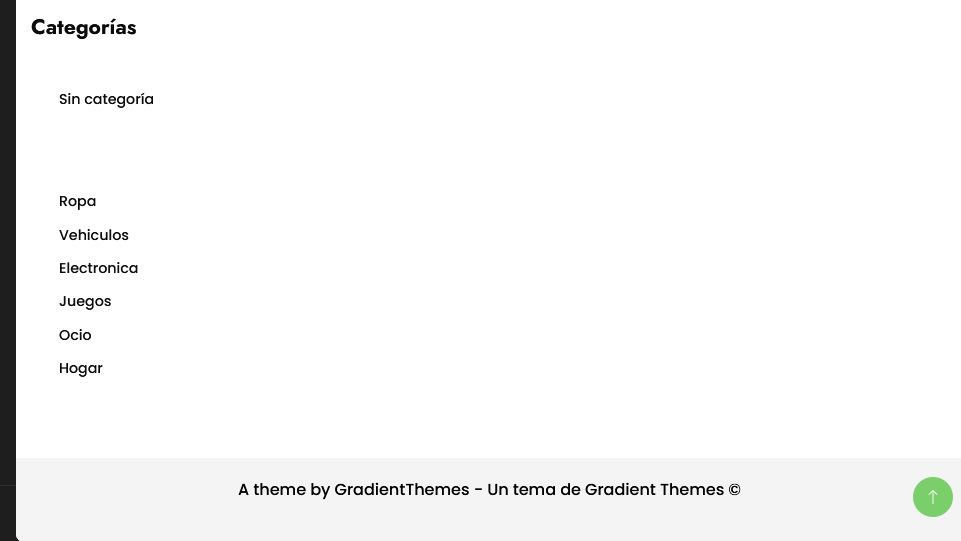 Categorías
Sin categoría
Ropa
Vehiculos
Electronica
Juegos
Ocio
Hogar
A theme by GradientThemes - Un tema de Gradient Themes ©